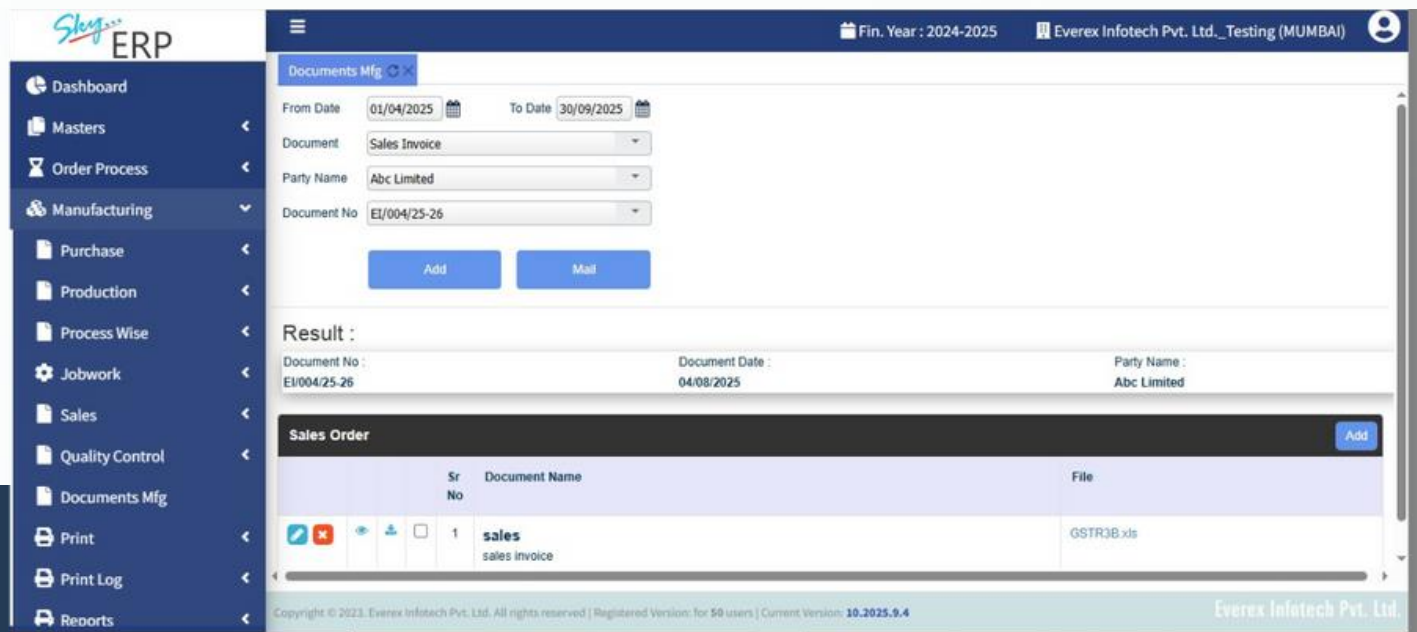 Sky...
ERP
Fin. Year : 2024-2025
Everex Infotech Pvt. Ltd._Testing (MUMBAI)
Dashboard
Masters
Order Process
Manufacturing
Purchase
Production
Process Wise
Jobwork
Sales
Quality Control
Documents Mfg
Print
Print Log
Reports
Documents Mfg
From Date 01/04/2025 To Date 30/09/2025
Document Sales Invoice
Party Name Abc Limited
Document No EI/004/25-26
Add Mail
Result :
Document No : Document Date : Party Name :
EI/004/25-26 04/08/2025 Abc Limited
Sales Order Add
Sr No Document Name File
1 sales GSTR3B.xls
sales invoice
Copyright © 2023. Everex Infotech Pvt. Ltd. All rights reserved | Registered Version: for 50 users | Current Version: 10.2025.9.4
Everex Infotech Pvt. Ltd.